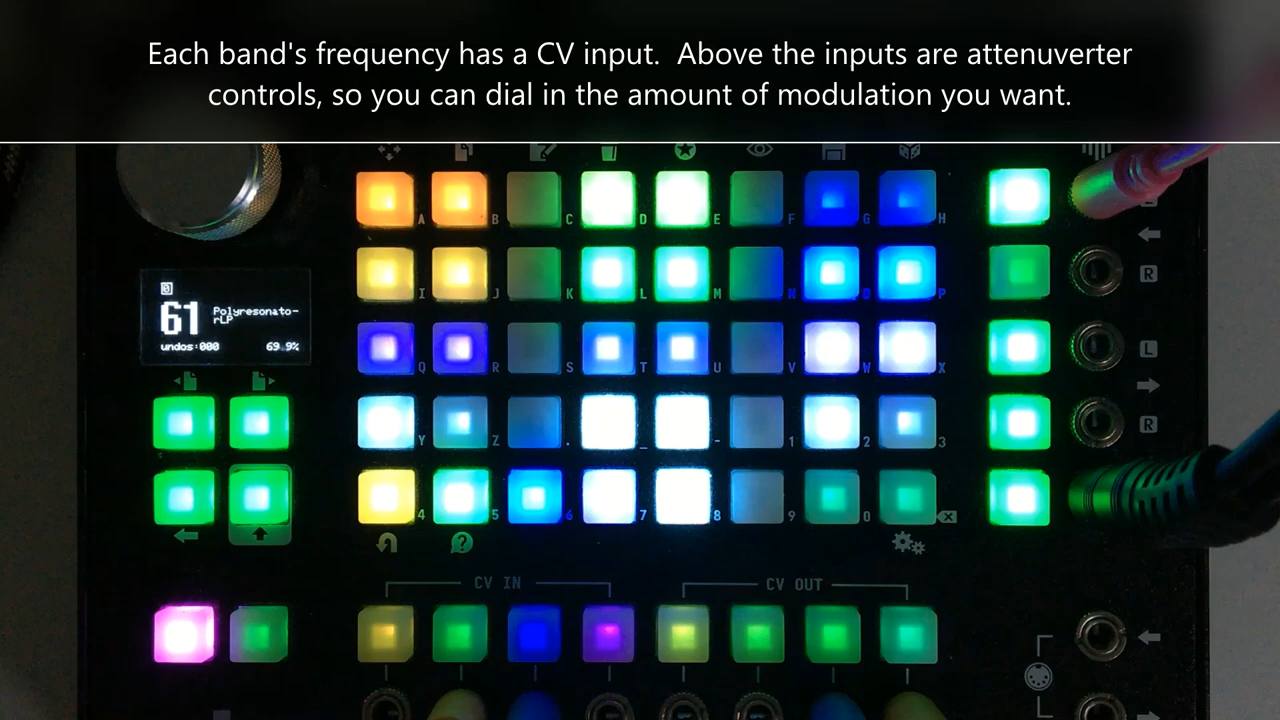 Each band's frequency has a CV input.  Above the inputs are attenuverter
controls, so you can dial in the amount of modulation you want.
A B C D E F G H
L
R
I J K L M N O P
61 Polyresonato-
rLP
undos:000 69.9%
Q R S T U V W X
L
R
Y Z . _ - 1 2 3
4 5 6 7 8 9 0
?
CV IN CV OUT